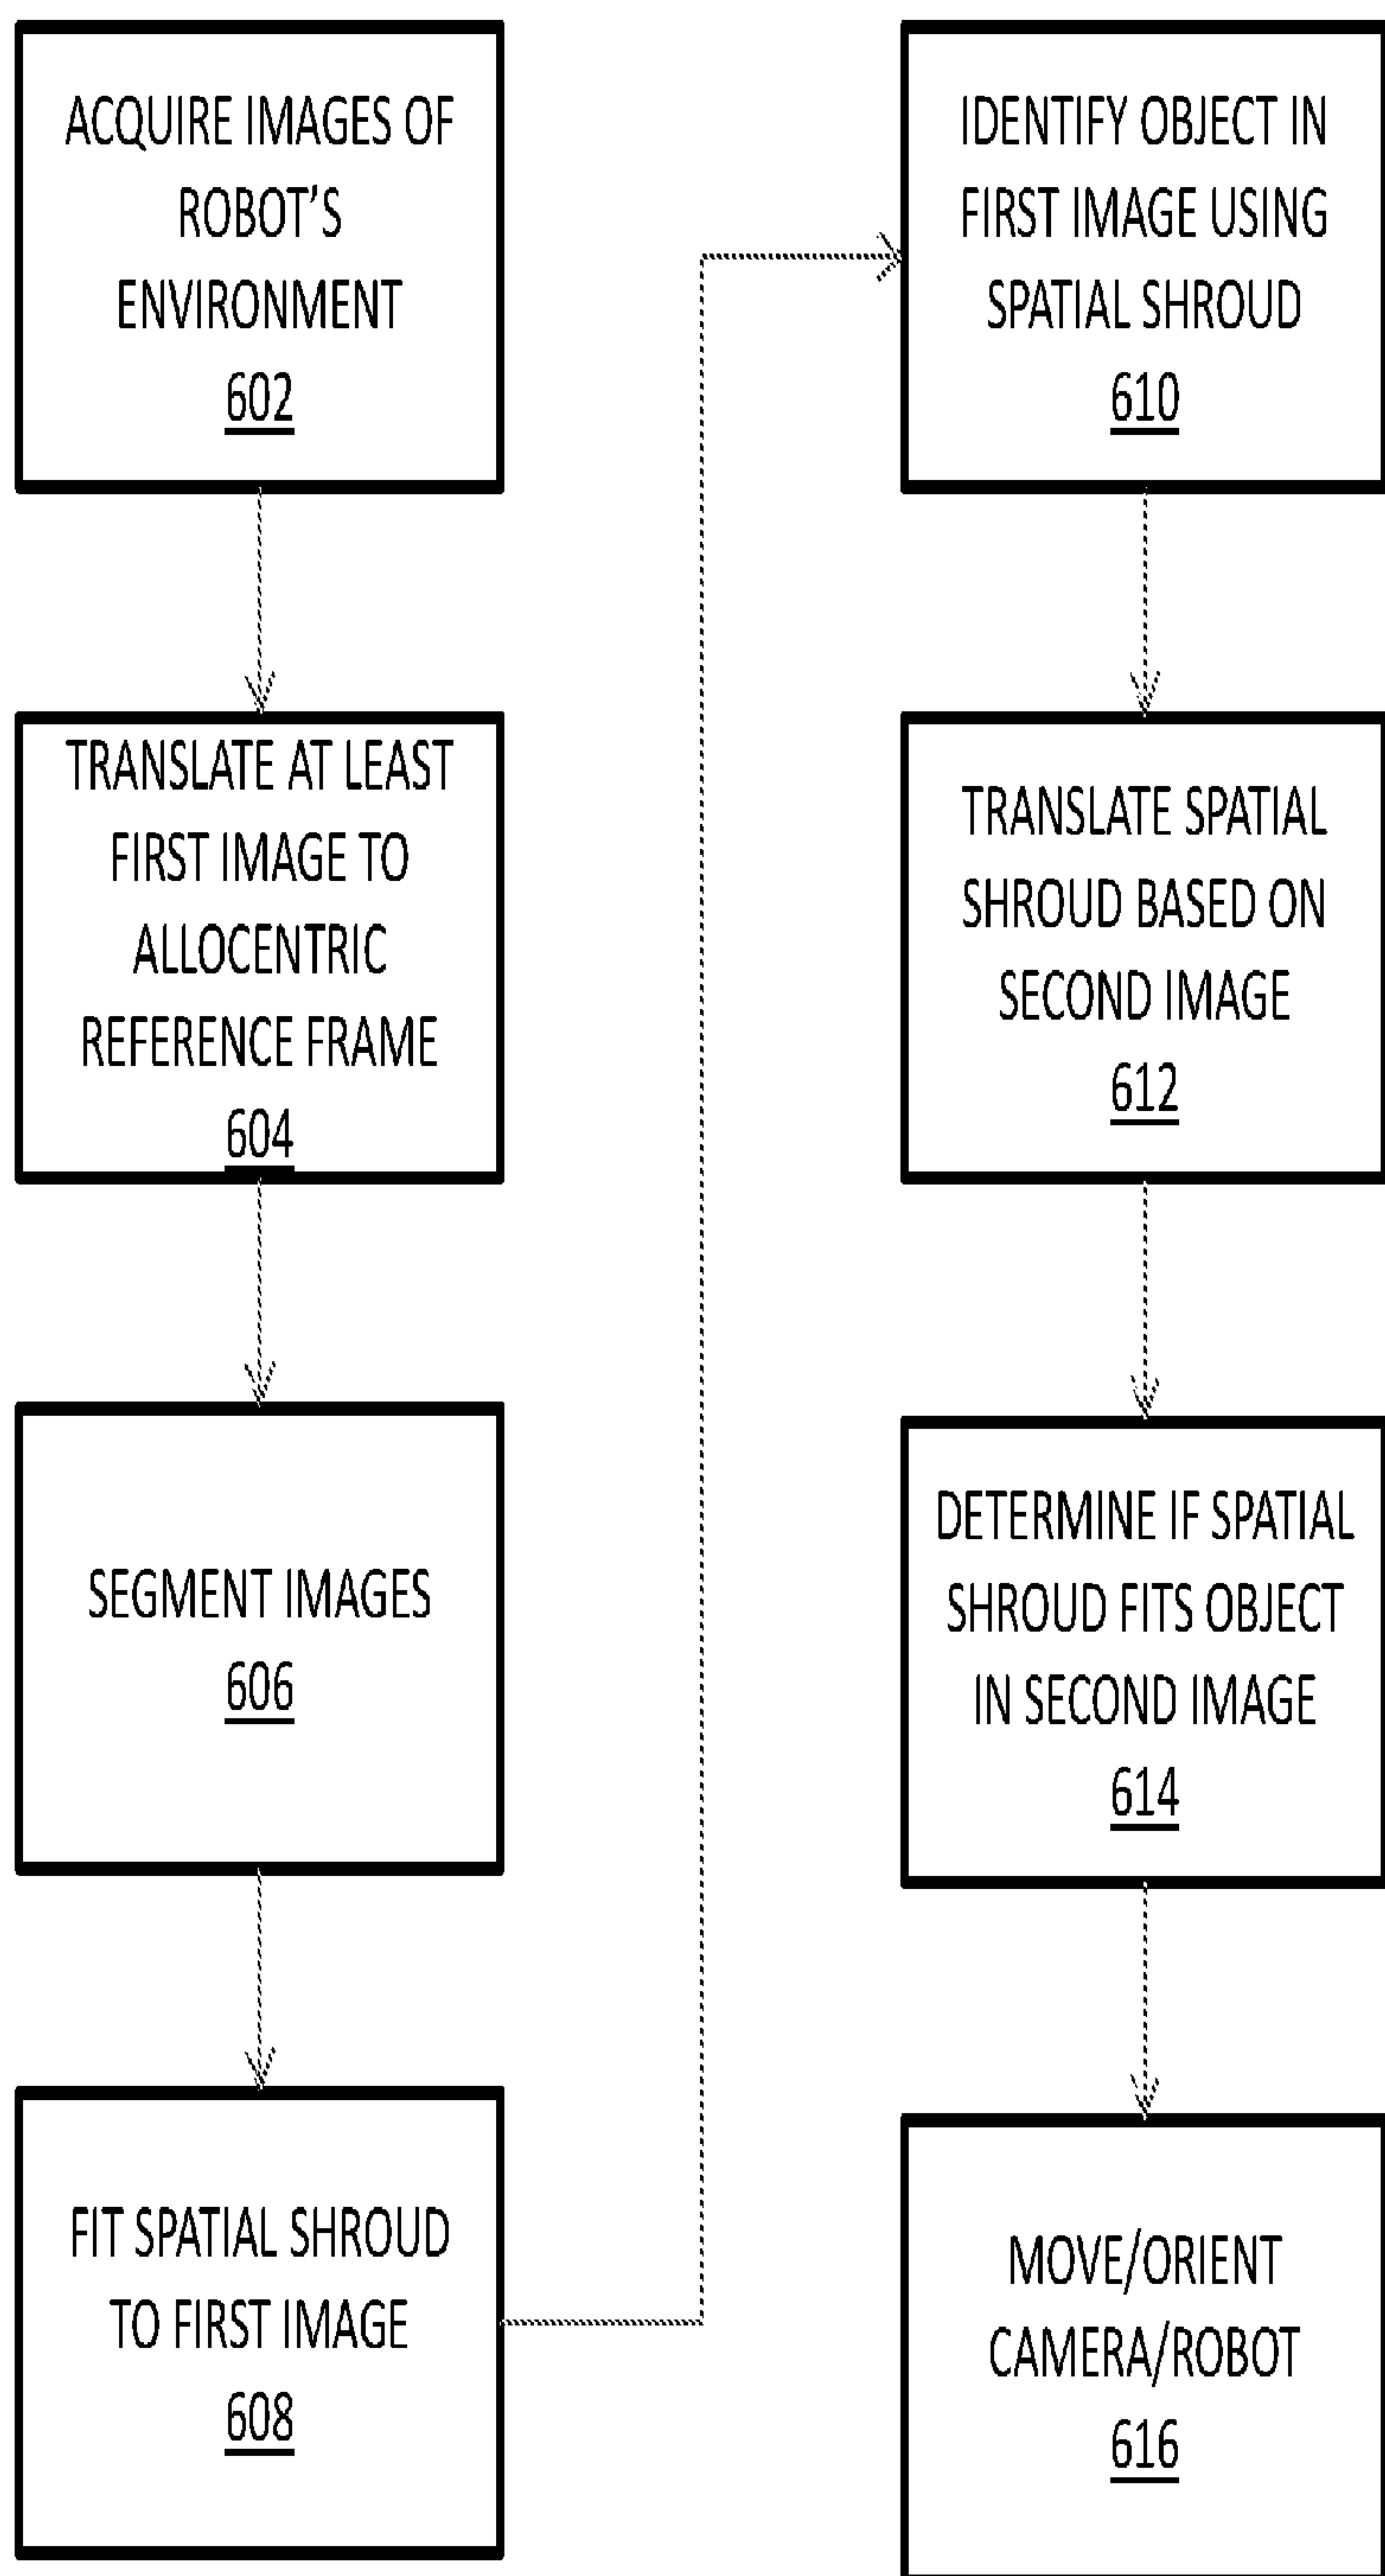 ACQUIRE IMAGES OF
ROBOT'S
ENVIRONMENT
602
TRANSLATE AT LEAST
FIRST IMAGE TO
ALLOCENTRIC
REFERENCE FRAME
604
SEGMENT IMAGES
606
FIT SPATIAL SHROUD
TO FIRST IMAGE
608
IDENTIFY OBJECT IN
FIRST IMAGE USING
SPATIAL SHROUD
610
TRANSLATE SPATIAL
SHROUD BASED ON
SECOND IMAGE
612
DETERMINE IF SPATIAL
SHROUD FITS OBJECT
IN SECOND IMAGE
614
MOVE/ORIENT
CAMERA/ROBOT
616